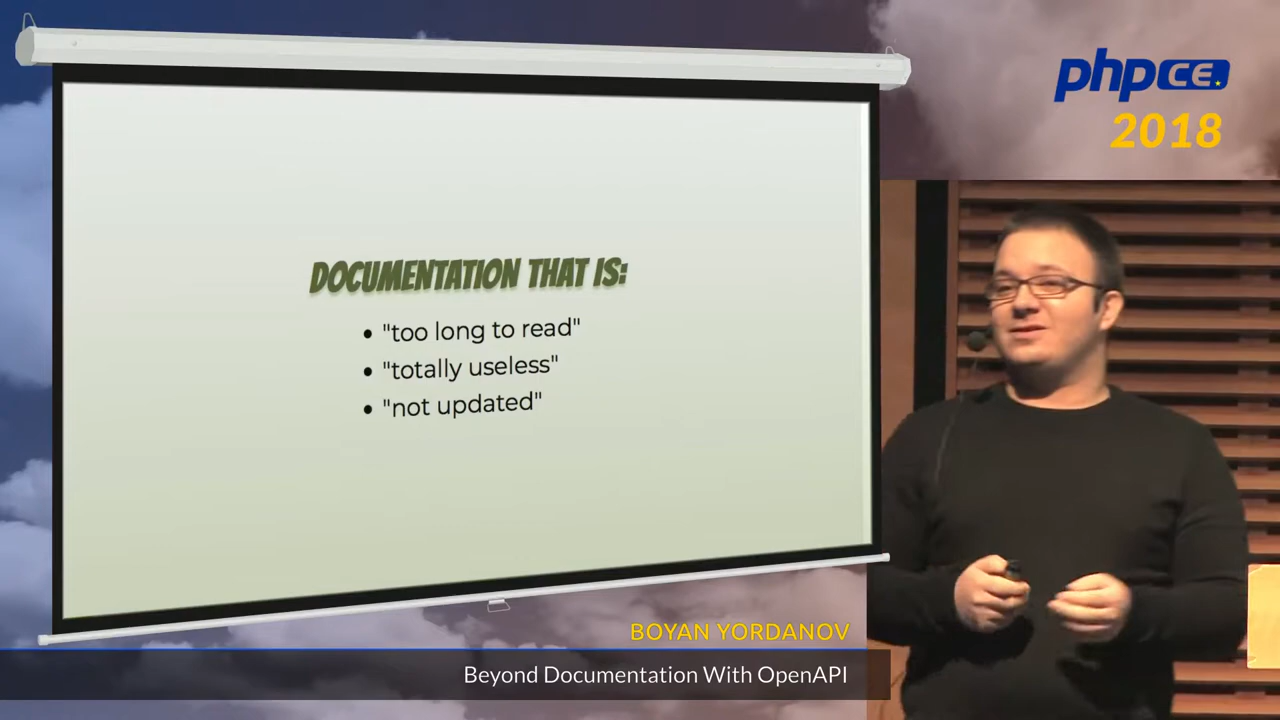 phpCE.
2018
DOCUMENTATION THAT IS:
• "too long to read"
• "totally useless"
• "not updated"
BOYAN YORDANOV
Beyond Documentation With OpenAPI